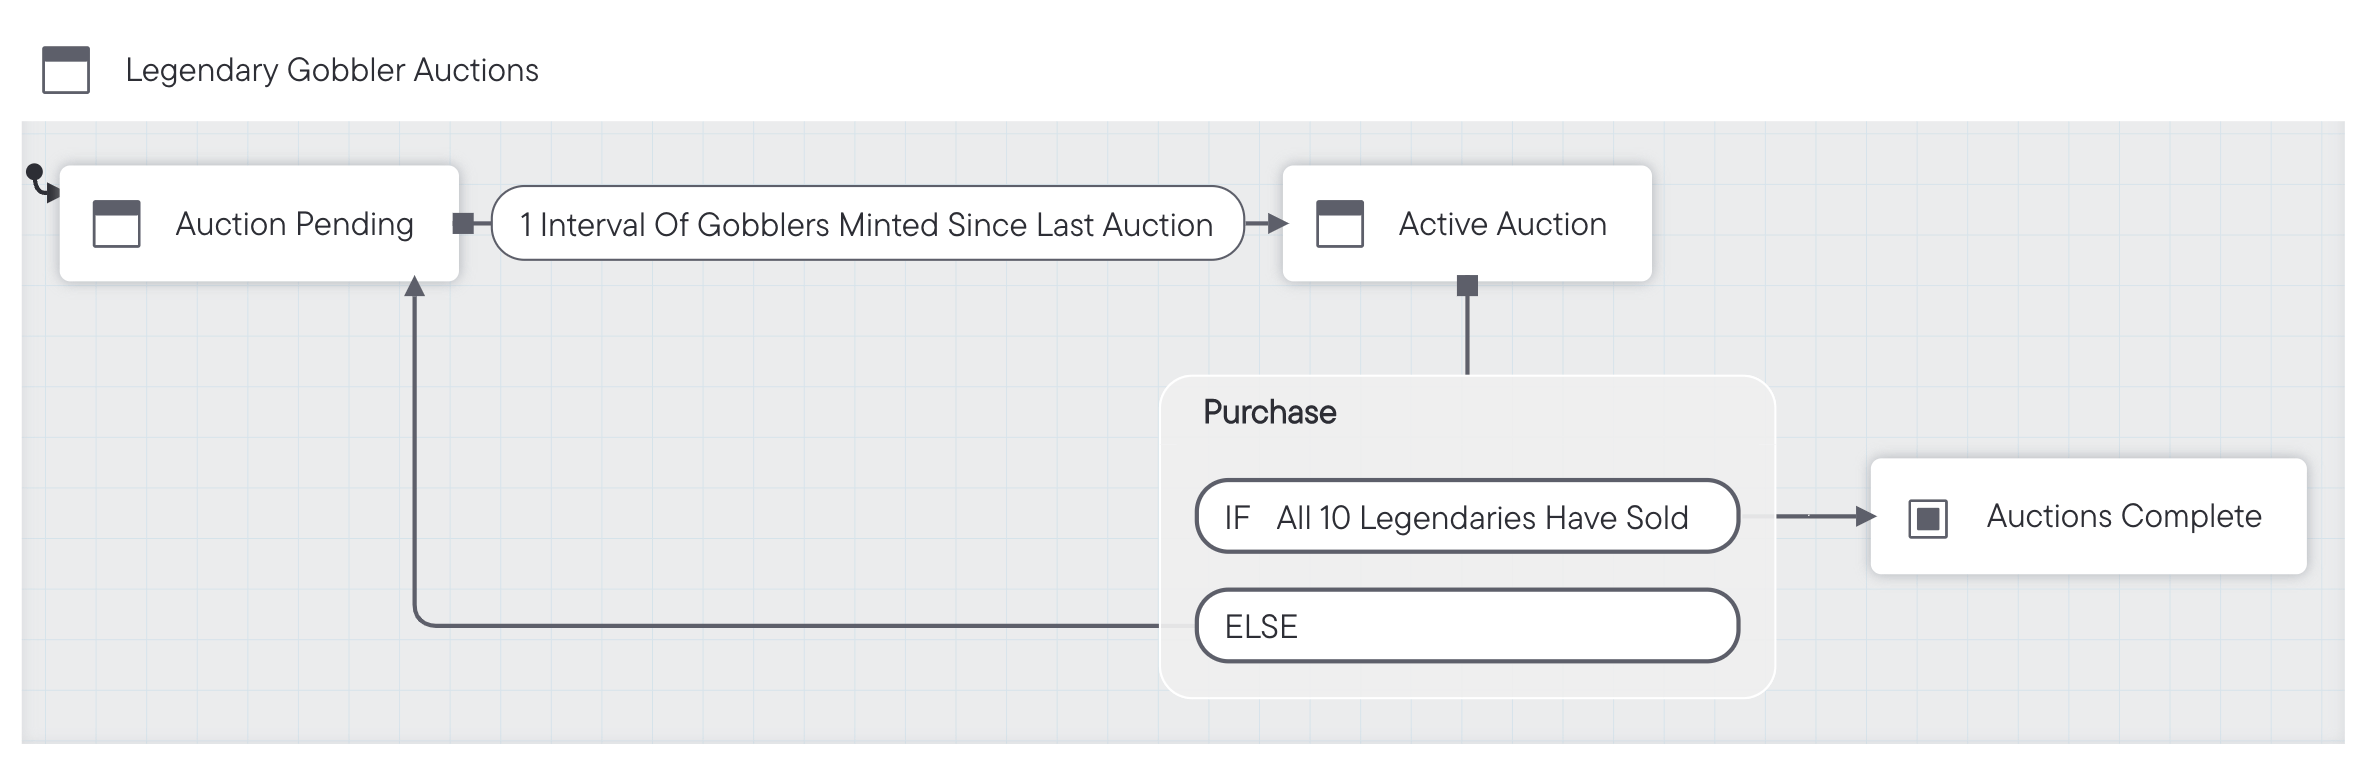 Legendary Gobbler Auctions
Auction Pending
1 Interval Of Gobblers Minted Since Last Auction
Active Auction
Purchase
IF All 10 Legendaries Have Sold
Auctions Complete
ELSE